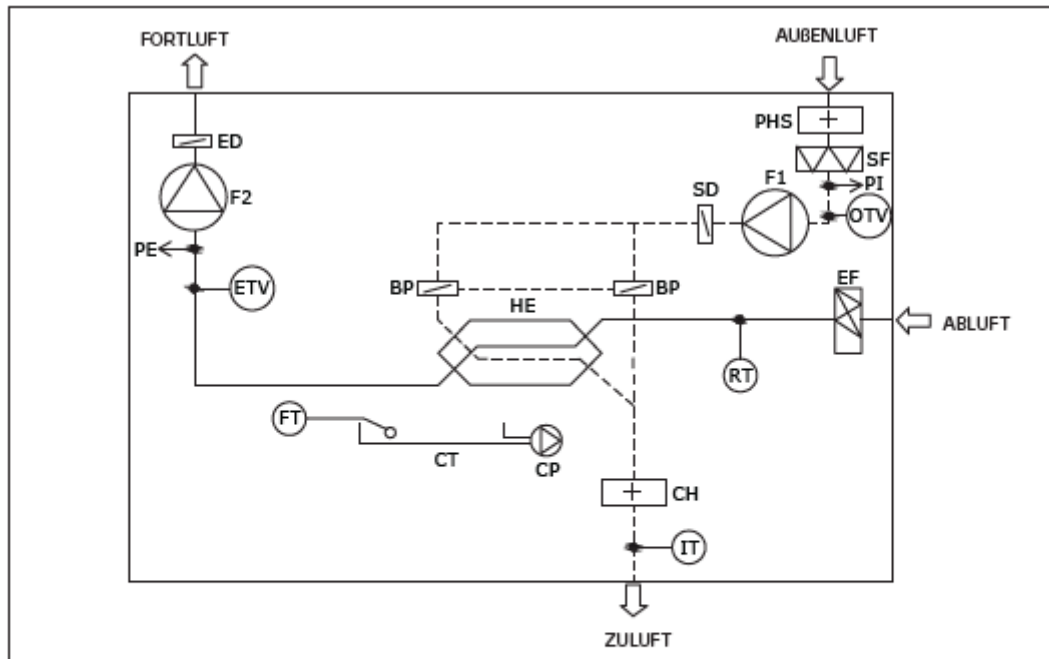 FORTLUFT
AUßENLUFT
ED
PHS
F2
SD
F1
SF
PI
OTV
PE
ETV
BP
BP
EF
HE
ABLUFT
RT
FT
CT
CP
CH
IT
ZULUFT